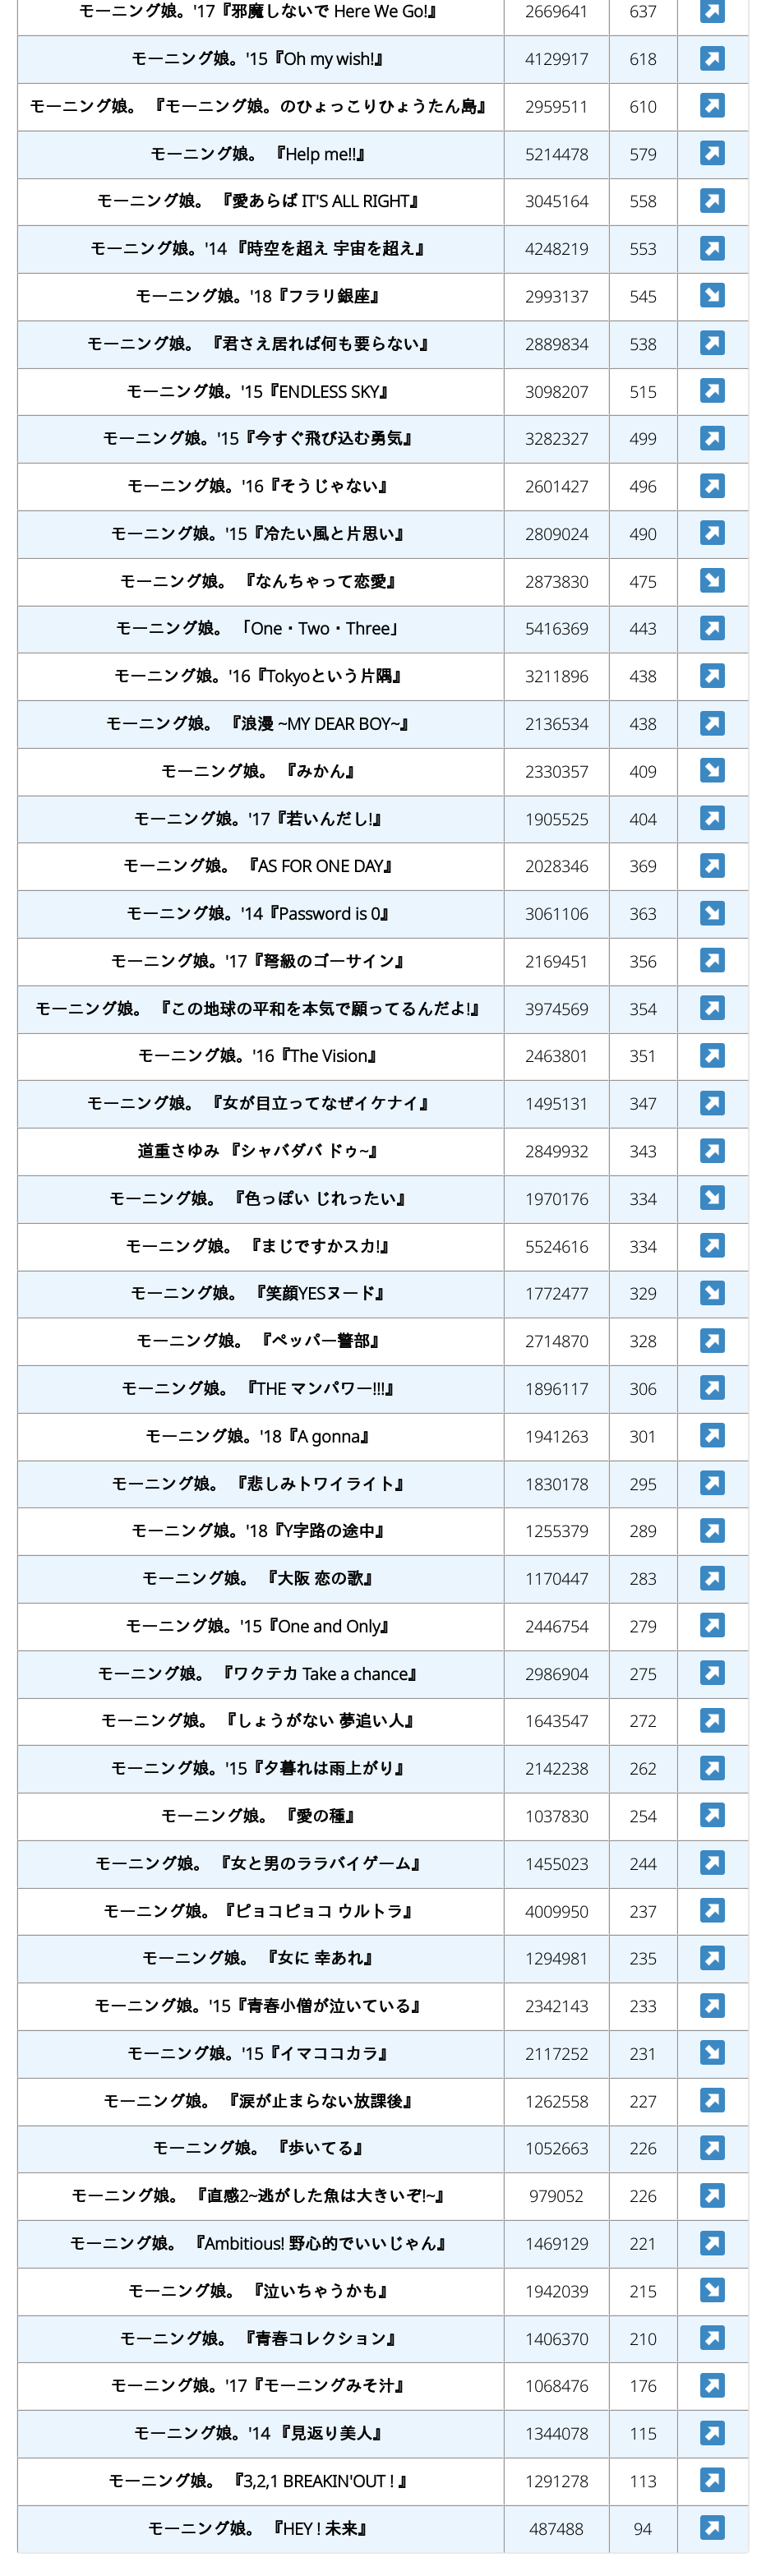 モーニング娘。'17『邪魔しないで Here We Go!』 2669641 637
モーニング娘。'15『Oh my wish!』 4129917 618
モーニング娘。 『モーニング娘。のひょっこりひょうたん島』 2959511 610
モーニング娘。 『Help me!!』 5214478 579
モーニング娘。 『愛あらば IT'S ALL RIGHT』 3045164 558
モーニング娘。'14 『時空を超え 宇宙を超え』 4248219 553
モーニング娘。'18『フラリ銀座』 2993137 545
モーニング娘。 『君さえ居れば何も要らない』 2889834 538
モーニング娘。'15『ENDLESS SKY』 3098207 515
モーニング娘。'15『今すぐ飛び込む勇気』 3282327 499
モーニング娘。'16『そうじゃない』 2601427 496
モーニング娘。'15『冷たい風と片思い』 2809024 490
モーニング娘。 『なんちゃって恋愛』 2873830 475
モーニング娘。 「One・Two・Three」 5416369 443
モーニング娘。'16『Tokyoという片隅』 3211896 438
モーニング娘。 『浪漫 ~MY DEAR BOY~』 2136534 438
モーニング娘。 『みかん』 2330357 409
モーニング娘。'17『若いんだし!』 1905525 404
モーニング娘。 『AS FOR ONE DAY』 2028346 369
モーニング娘。'14『Password is 0』 3061106 363
モーニング娘。'17『弩級のゴーサイン』 2169451 356
モーニング娘。 『この地球の平和を本気で願ってるんだよ!』 3974569 354
モーニング娘。'16『The Vision』 2463801 351
モーニング娘。 『女が目立ってなぜイケナイ』 1495131 347
道重さゆみ 『シャバダバ ドゥ~』 2849932 343
モーニング娘。 『色っぽい じれったい』 1970176 334
モーニング娘。 『まじですかスカ!』 5524616 334
モーニング娘。 『笑顔YESヌード』 1772477 329
モーニング娘。 『ペッパー警部』 2714870 328
モーニング娘。 『THE マンパワー!!!』 1896117 306
モーニング娘。'18『A gonna』 1941263 301
モーニング娘。 『悲しみトワイライト』 1830178 295
モーニング娘。'18『Y字路の途中』 1255379 289
モーニング娘。 『大阪 恋の歌』 1170447 283
モーニング娘。'15『One and Only』 2446754 279
モーニング娘。 『ワクテカ Take a chance』 2986904 275
モーニング娘。 『しょうがない 夢追い人』 1643547 272
モーニング娘。'15『夕暮れは雨上がり』 2142238 262
モーニング娘。 『愛の種』 1037830 254
モーニング娘。 『女と男のララバイゲーム』 1455023 244
モーニング娘。『ピョコピョコ ウルトラ』 4009950 237
モーニング娘。 『女に 幸あれ』 1294981 235
モーニング娘。'15『青春小僧が泣いている』 2342143 233
モーニング娘。'15『イマココカラ』 2117252 231
モーニング娘。 『涙が止まらない放課後』 1262558 227
モーニング娘。 『歩いてる』 1052663 226
モーニング娘。 『直感2~逃がした魚は大きいぞ!~』 979052 226
モーニング娘。 『Ambitious! 野心的でいいじゃん』 1469129 221
モーニング娘。 『泣いちゃうかも』 1942039 215
モーニング娘。 『青春コレクション』 1406370 210
モーニング娘。'17『モーニングみそ汁』 1068476 176
モーニング娘。'14 『見返り美人』 1344078 115
モーニング娘。 『3,2,1 BREAKIN'OUT ! 』 1291278 113
モーニング娘。 『HEY ! 未来』 487488 94